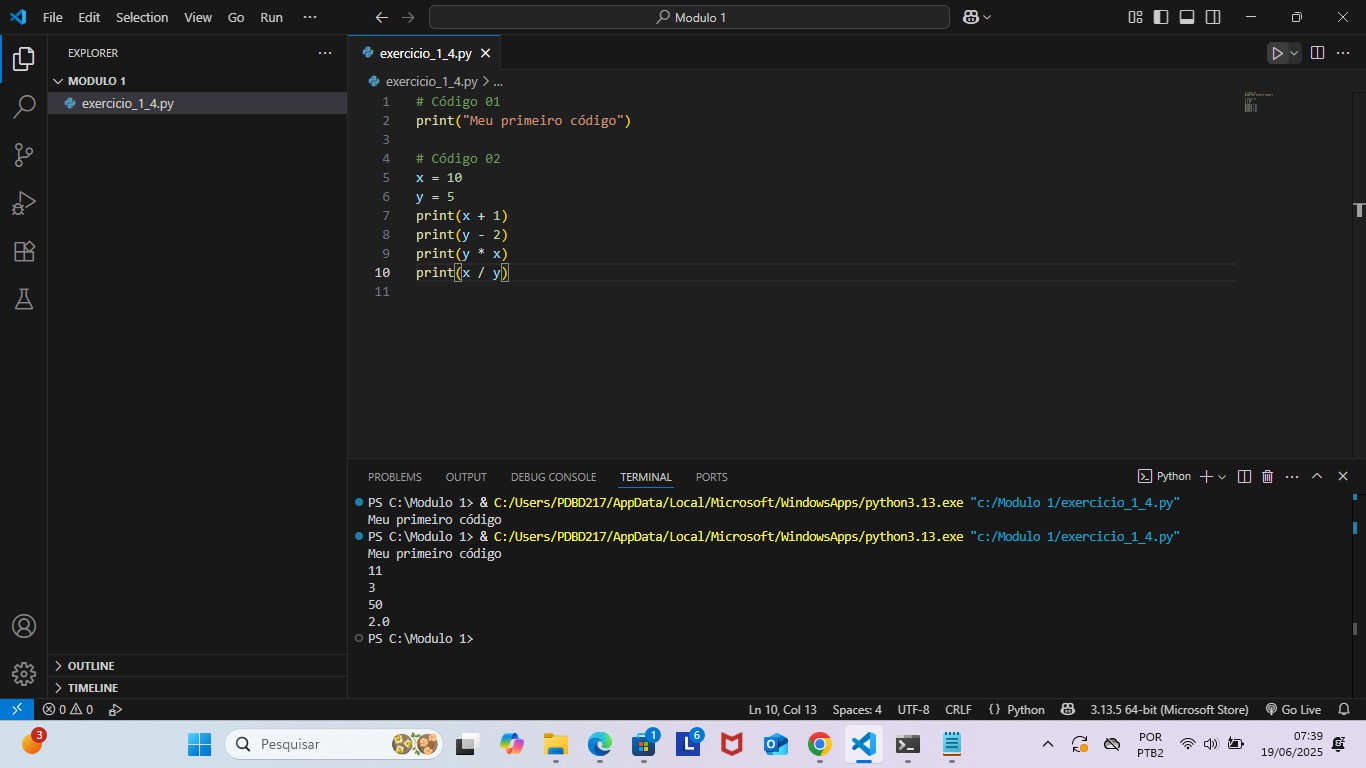 File Edit Selection View Go Run ···
Modulo 1
EXPLORER
MODULO 1
exercicio_1_4.py
OUTLINE
TIMELINE
exercicio_1_4.py
exercicio_1_4.py > ...
1 # Código 01
2 print("Meu primeiro código")
3
4 # Código 02
5 x = 10
6 y = 5
7 print(x + 1)
8 print(y - 2)
9 print(y * x)
10 print(x / y)
11
PROBLEMS OUTPUT DEBUG CONSOLE TERMINAL PORTS
Python
PS C:\Modulo 1> & C:/Users/PDBD217/AppData/Local/Microsoft/WindowsApps/python3.13.exe "c:/Modulo 1/exercicio_1_4.py"
Meu primeiro código
PS C:\Modulo 1> & C:/Users/PDBD217/AppData/Local/Microsoft/WindowsApps/python3.13.exe "c:/Modulo 1/exercicio_1_4.py"
Meu primeiro código
11
3
50
2.0
PS C:\Modulo 1>
0 0
Ln 10, Col 13 Spaces: 4 UTF-8 CRLF {} Python 3.13.5 64-bit (Microsoft Store) Go Live
3
Pesquisar
1
L 6
POR
PTB2
07:39
19/06/2025